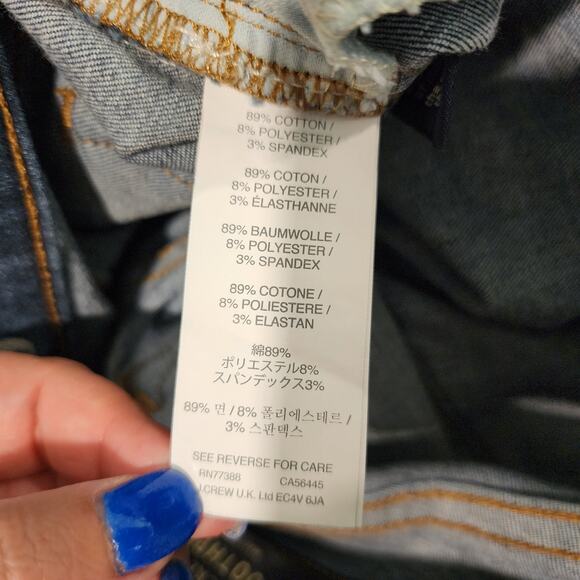 89% COTTON /
8% POLYESTER /
3% SPANDEX
89% COTON /
8% POLYESTER /
3% ÉLASTHANNE
89% BAUMWOLLE /
8% POLYESTER /
3% SPANDEX
89% COTONE /
8% POLIESTERE /
3% ELASTAN
綿89%
ポリエステル8%
スパンデックス3%
89% 면 / 8% 폴리에스테르 /
3% 스판덱스
SEE REVERSE FOR CARE
RN77388 CA56445
J.CREW U.K. Ltd EC4V 6JA